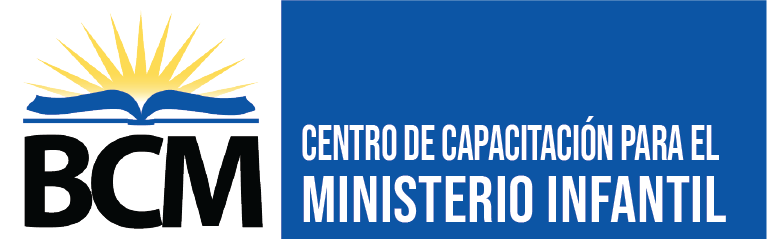 BCM
CENTRO DE CAPACITACIÓN PARA EL
MINISTERIO INFANTIL